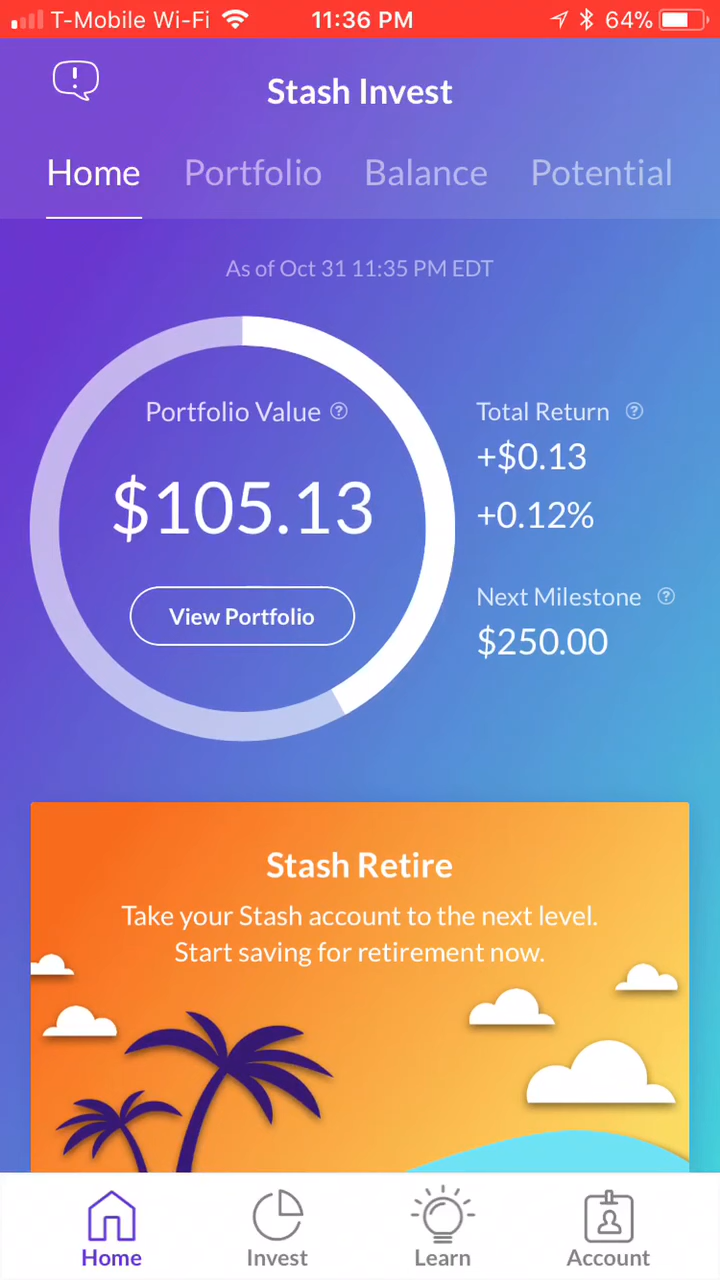 T-Mobile Wi-Fi 11:36 PM 64%
Stash Invest
Home Portfolio Balance Potential
As of Oct 31 11:35 PM EDT
Portfolio Value ?
$105.13
View Portfolio
Total Return ?
+$0.13
+0.12%
Next Milestone ?
$250.00
Stash Retire
Take your Stash account to the next level.
Start saving for retirement now.
Home Invest Learn Account